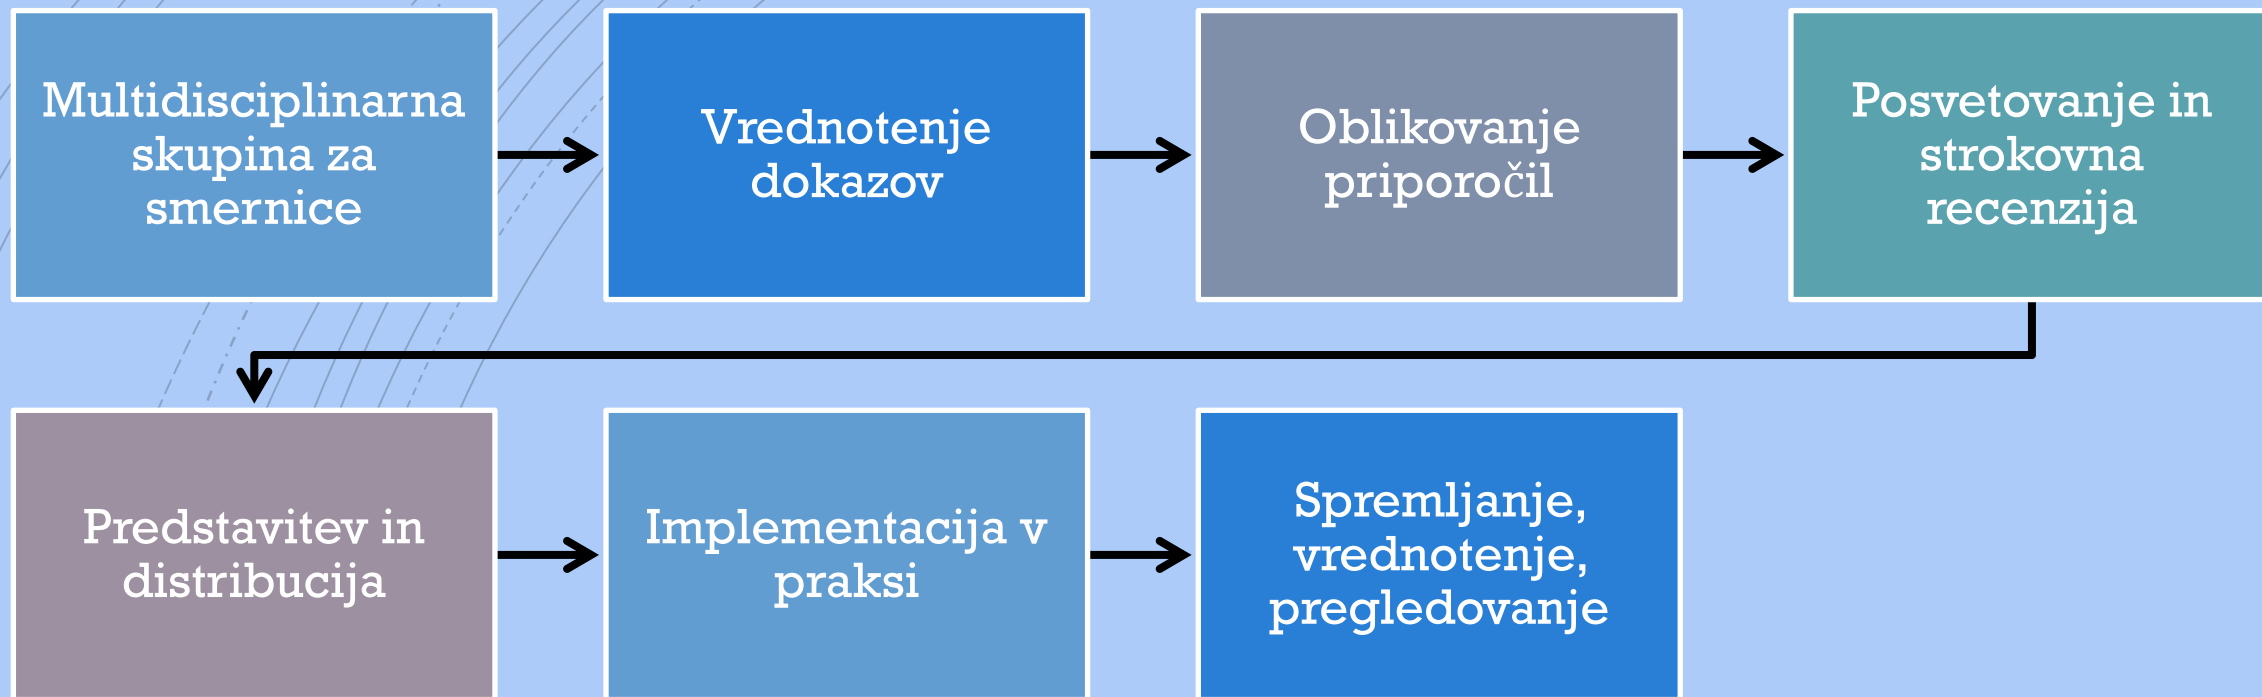 Multidisciplinarna
skupina za
smernice
Vrednotenje
dokazov
Oblikovanje
priporočil
Posvetovanje in
strokovna
recenzija
Predstavitev in
distribucija
Implementacija v
praksi
Spremljanje,
vrednotenje,
pregledovanje